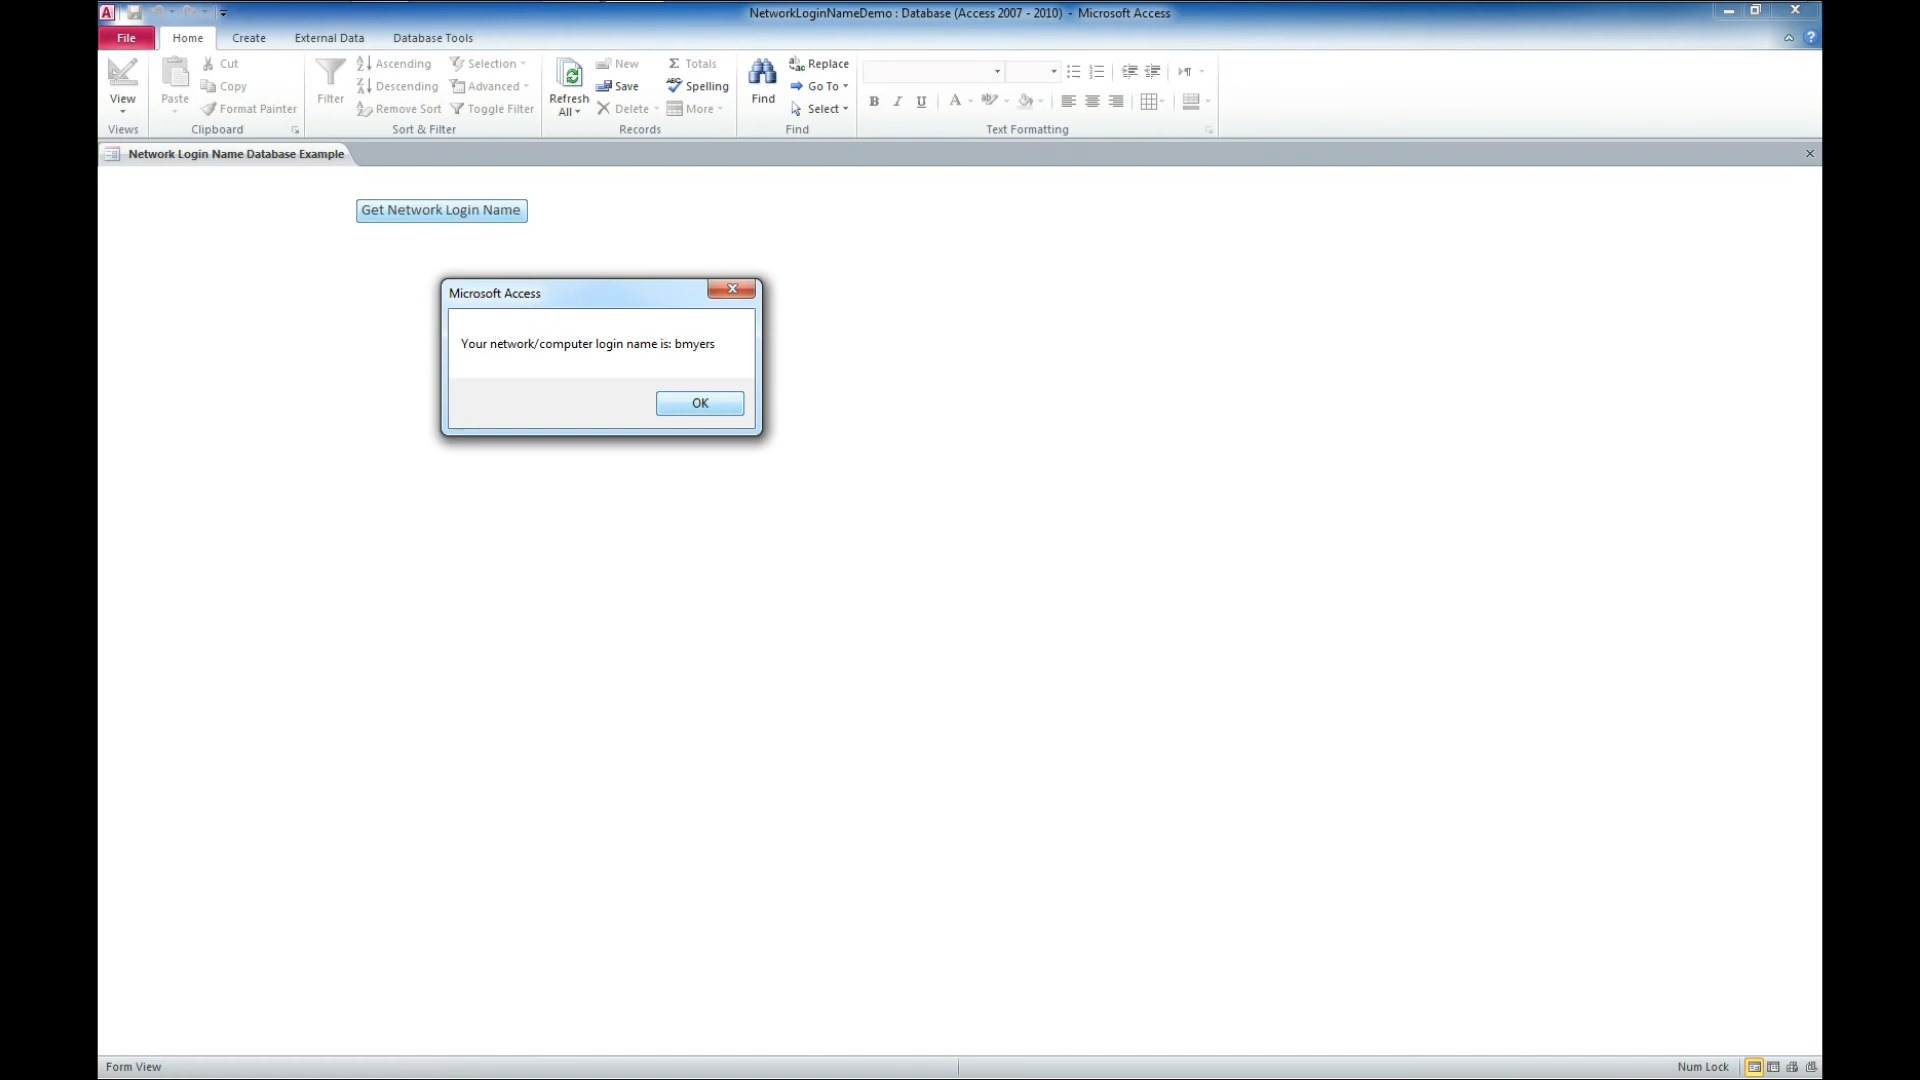 NetworkLoginNameDemo : Database (Access 2007 - 2010) - Microsoft Access
File Home Create External Data Database Tools
View
Views
Paste
Cut
Copy
Format Painter
Clipboard
Filter
Ascending
Descending
Remove Sort
Selection
Advanced
Toggle Filter
Sort & Filter
Refresh
All
New
Save
Delete
Totals
Spelling
More
Records
Find
Replace
Go To
Select
Find
B I U A
Text Formatting
Network Login Name Database Example
Get Network Login Name
Microsoft Access
Your network/computer login name is: bmyers
OK
Form View
Num Lock